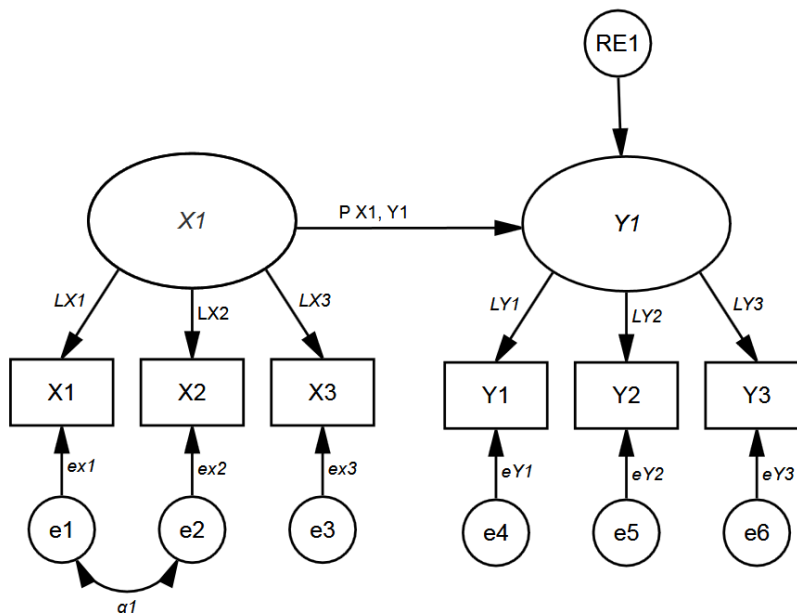 RE1
X1
P X1, Y1
Y1
LX1
LX2
LX3
LY1
LY2
LY3
X1
X2
X3
Y1
Y2
Y3
ex1
ex2
ex3
eY1
eY2
eY3
e1
e2
e3
e4
e5
e6
α1